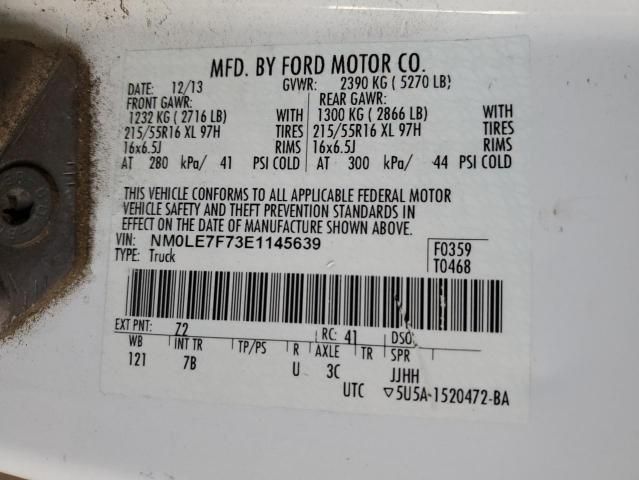 MFD. BY FORD MOTOR CO.
DATE: 12/13 GVWR: 2390 KG ( 5270 LB)
FRONT GAWR: REAR GAWR:
1232 KG ( 2716 LB) WITH 1300 KG ( 2866 LB) WITH
215/55R16 XL 97H TIRES 215/55R16 XL 97H TIRES
16x6.5J RIMS 16x6.5J RIMS
AT 280 kPa/ 41 PSI COLD AT 300 kPa/ 44 PSI COLD
THIS VEHICLE CONFORMS TO ALL APPLICABLE FEDERAL MOTOR
VEHICLE SAFETY AND THEFT PREVENTION STANDARDS IN
EFFECT ON THE DATE OF MANUFACTURE SHOWN ABOVE.
VIN: NM0LE7F73E1145639 F0359
TYPE: Truck T0468
EXT PNT: 72 RC: 41 DSO:
WB INT TR TP/PS R AXLE TR SPR
121 7B U 3C JJHH
UTC ▽5U5A-1520472-BA